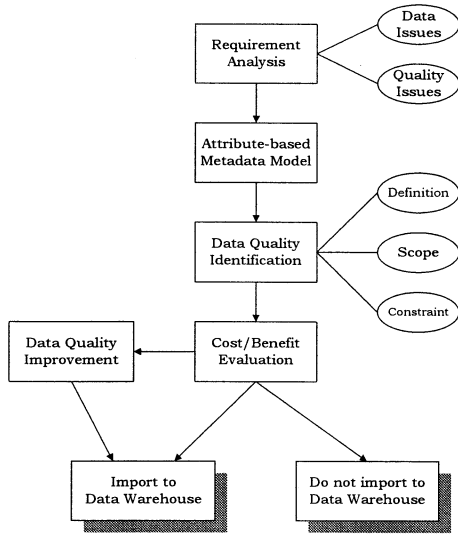 Requirement
Analysis
Data
Issues
Quality
Issues
Attribute-based
Metadata Model
Data Quality
Identification
Definition
Scope
Constraint
Data Quality
Improvement
Cost/Benefit
Evaluation
Import to
Data Warehouse
Do not import to
Data Warehouse